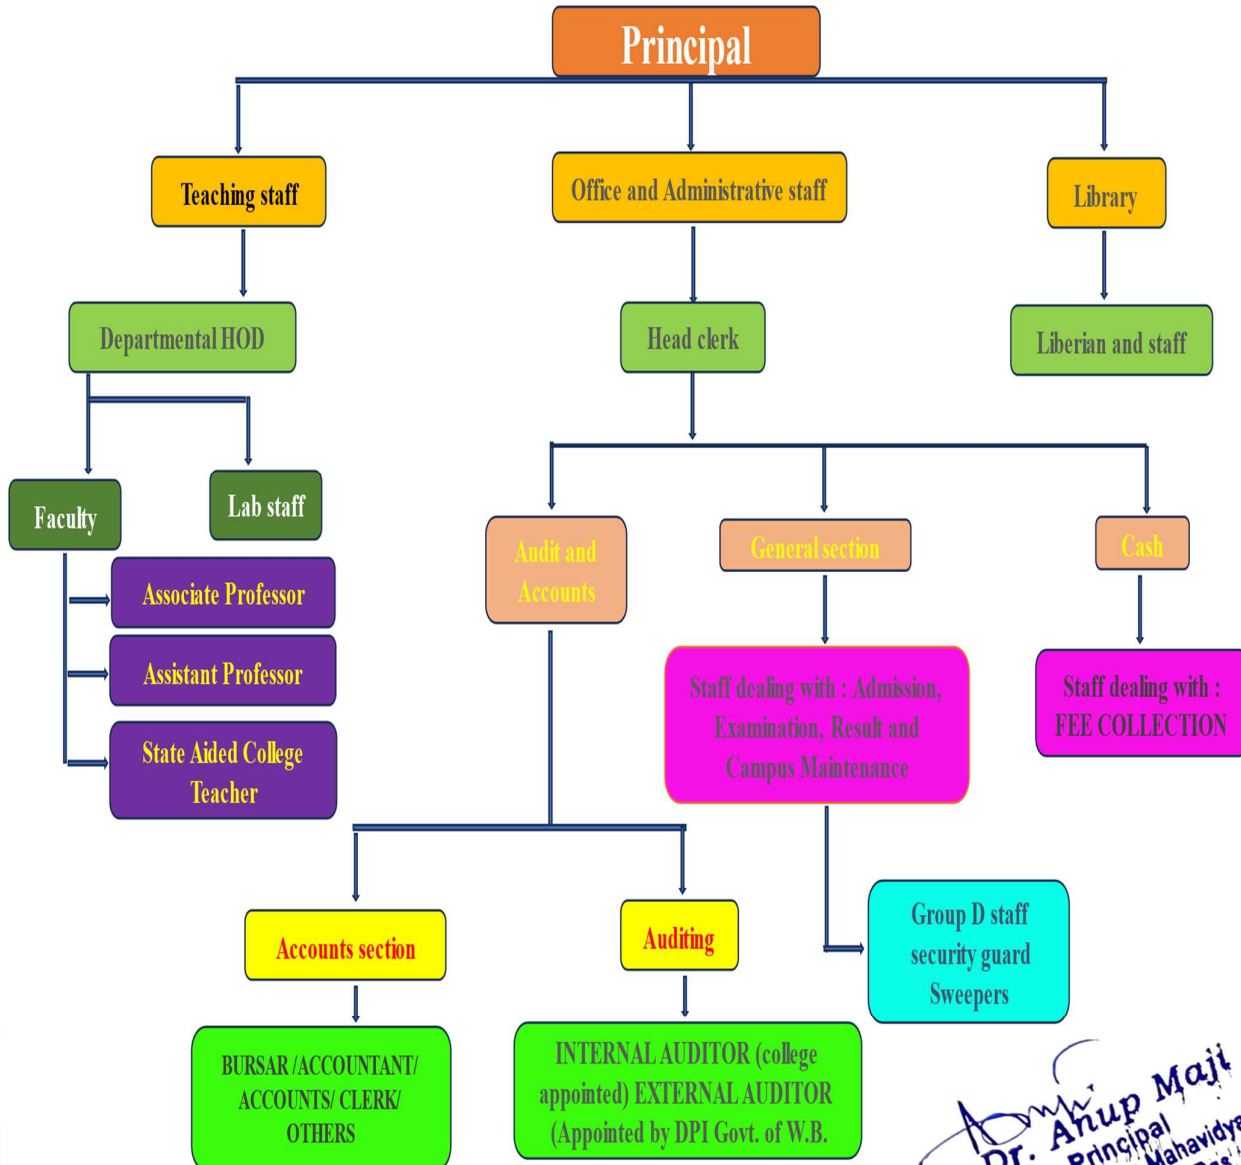 Principal
Teaching staff
Office and Administrative staff
Library
Departmental HOD
Head clerk
Liberian and staff
Faculty
Lab staff
Audit and
Accounts
General section
Cash
Associate Professor
Assistant Professor
State Aided College
Teacher
Staff dealing with : Admission,
Examination, Result and
Campus Maintenance
Staff dealing with :
FEE COLLECTION
Accounts section
Auditing
Group D staff
security guard
Sweepers
BURSAR /ACCOUNTANT/
ACCOUNTS/ CLERK/
OTHERS
INTERNAL AUDITOR (college
appointed) EXTERNAL AUDITOR
(Appointed by DPI Govt. of W.B.
Dr. Anup Maji
Principal